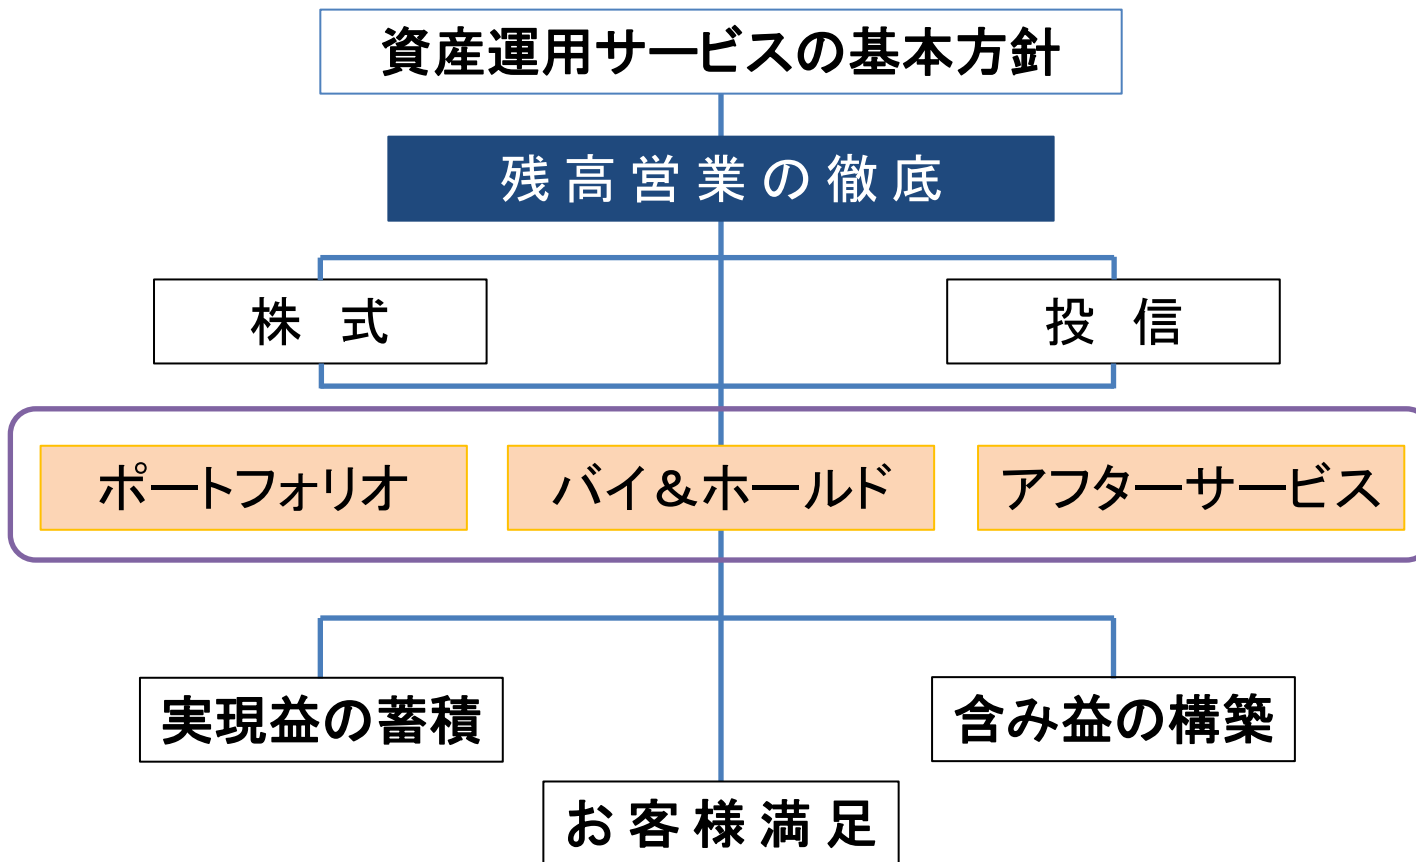 資産運用サービスの基本方針
残高営業の徹底
株　式
投　信
ポートフォリオ
バイ＆ホールド
アフターサービス
実現益の蓄積
含み益の構築
お客様満足